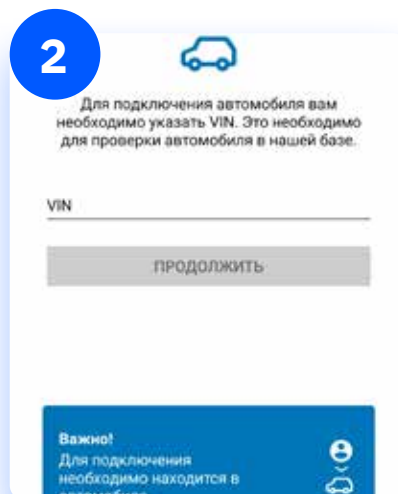 2
Для подключения автомобиля вам
необходимо указать VIN. Это необходимо
для проверки автомобиля в нашей базе.
VIN
ПРОДОЛЖИТЬ
Важно!
Для подключения
необходимо находится в